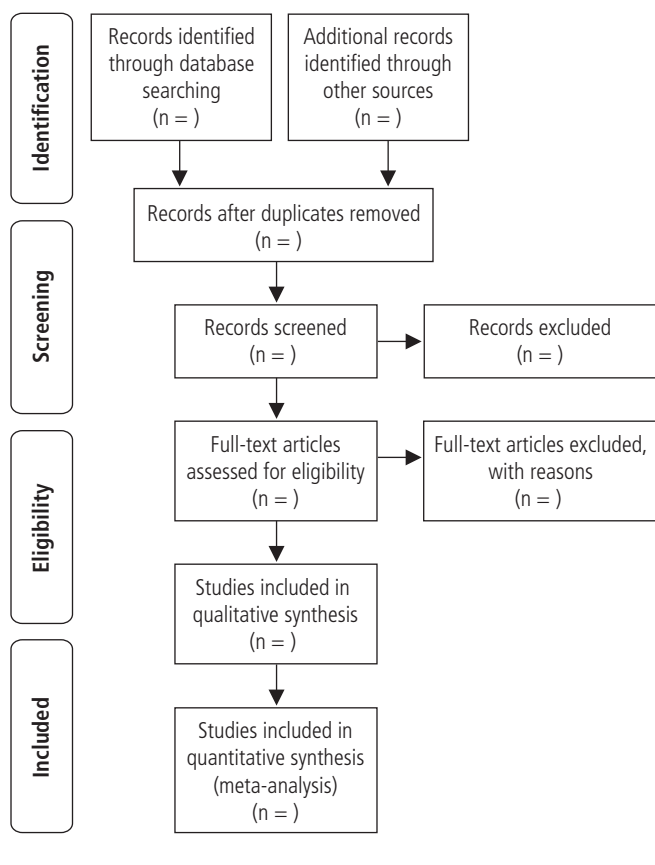 Identification
Records identified
through database
searching
(n = )
Additional records
identified through
other sources
(n = )
Records after duplicates removed
(n = )
Screening
Records screened
(n = )
Records excluded
(n = )
Eligibility
Full-text articles
assessed for eligibility
(n = )
Full-text articles excluded,
with reasons
(n = )
Studies included in
qualitative synthesis
(n = )
Included
Studies included in
quantitative synthesis
(meta-analysis)
(n = )